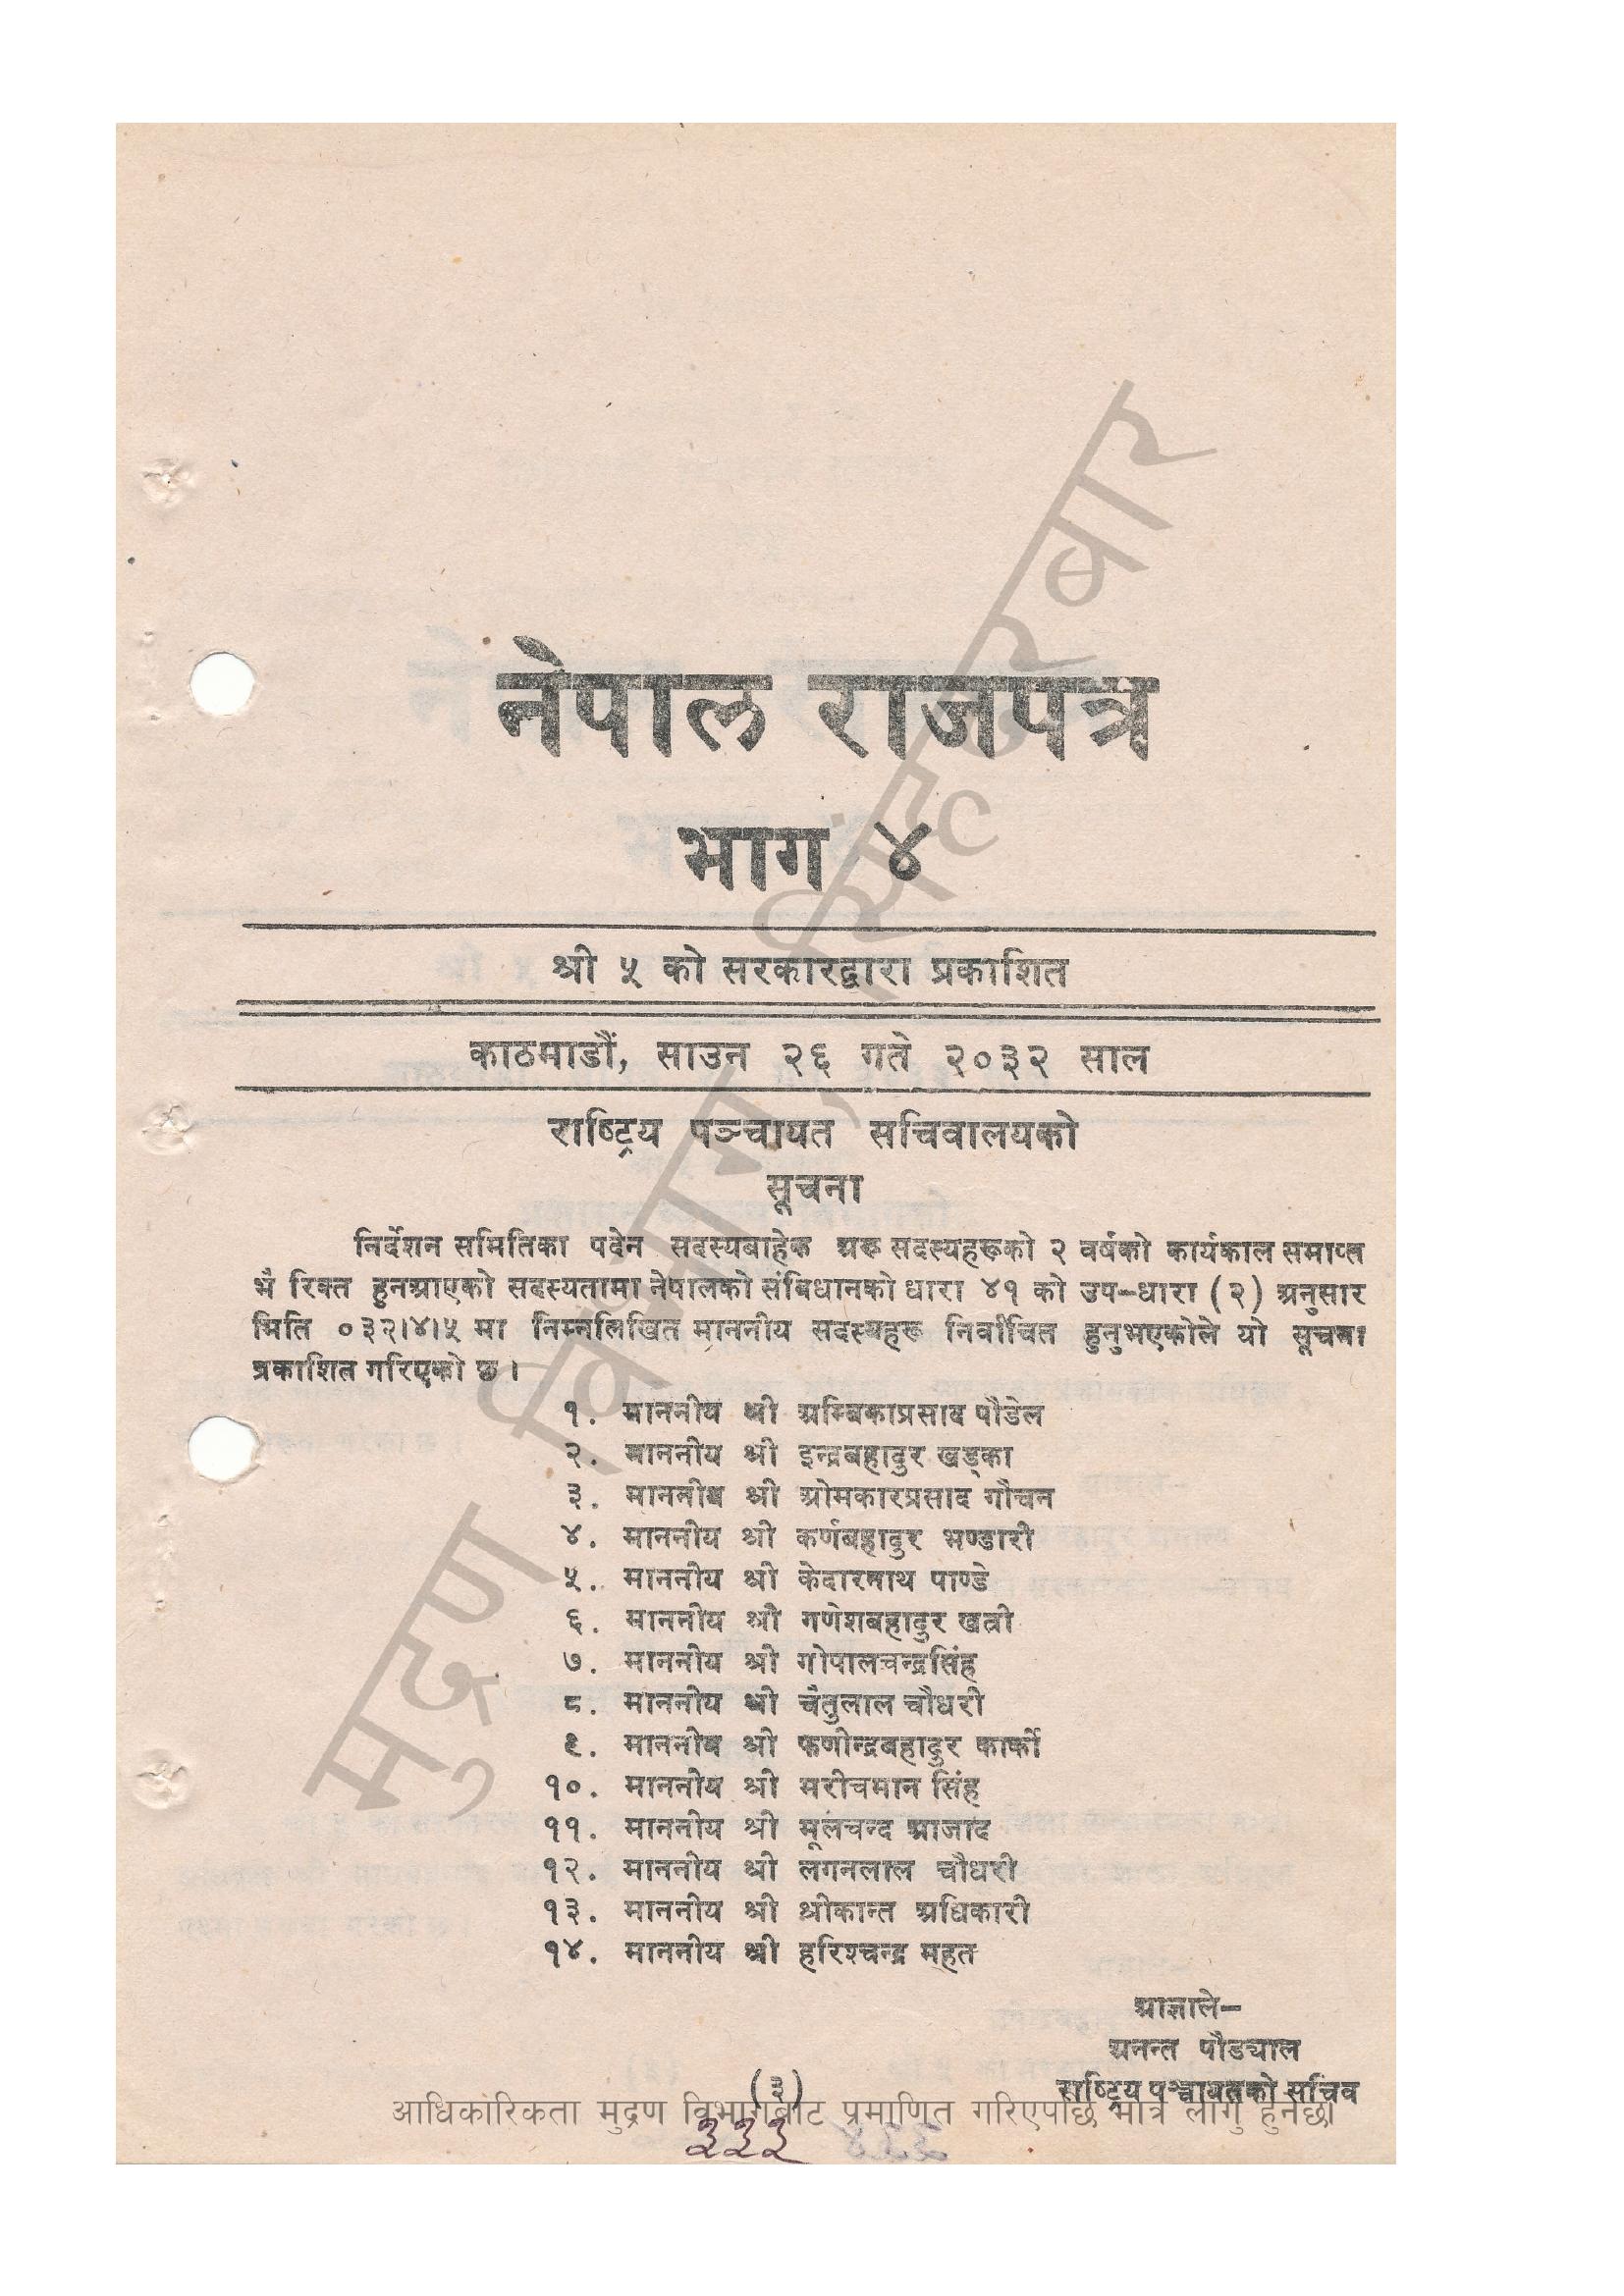 नेपाल राजपत्र
भाग ४
श्री ५ को सरकारद्वारा प्रकाशित
काठमाडौं, साउन २६ गते २०३२ साल
राष्ट्रिय पञ्चायत सचिवालयको
सूचना
निर्देशन समितिका पदेन सदस्यबाहेक अरू सदस्यहरूको २ वर्षको कार्यकाल समाप्त
भै रिक्त हुनआएको सदस्यतामा नेपालको संविधानको धारा ४१ को उप-धारा (२) अनुसार
मिति ०३२।४।५ मा निम्नलिखित माननीय सदस्यहरू निर्वाचित हुनुभएकोले यो सूचना
प्रकाशित गरिएको छ ।
१. माननीय श्री अम्बिकाप्रसाद पौडेल
२. माननीय श्री इन्द्रबहादुर खड्का
३. माननीय श्री ओमकारप्रसाद गौचन
४. माननीय श्री कर्णबहादुर भण्डारी
५. माननीय श्री केदारनाथ पाण्डे
६. माननीय श्री गणेशबहादुर खत्री
७. माननीय श्री गोपालचन्द्रसिंह
८. माननीय श्री चैतुलाल चौधरी
९. माननीय श्री फणीन्द्रबहादुर कार्की
१०. माननीय श्री मरीचमान सिंह
११. माननीय श्री मूलचन्द आजाद
१२. माननीय श्री लगनलाल चौधरी
१३. माननीय श्री श्रीकान्त अधिकारी
१४. माननीय श्री हरिश्चन्द्र महत
आज्ञाले-
अनन्त पौड्याल
राष्ट्रिय पञ्चायतको सचिव
(३)
आधिकारिकता मुद्रण विभागबाट प्रमाणित गरिएपछि मात्र लागु हुनेछ।
३३३
मुद्रण विभाग, सिंहदरबार